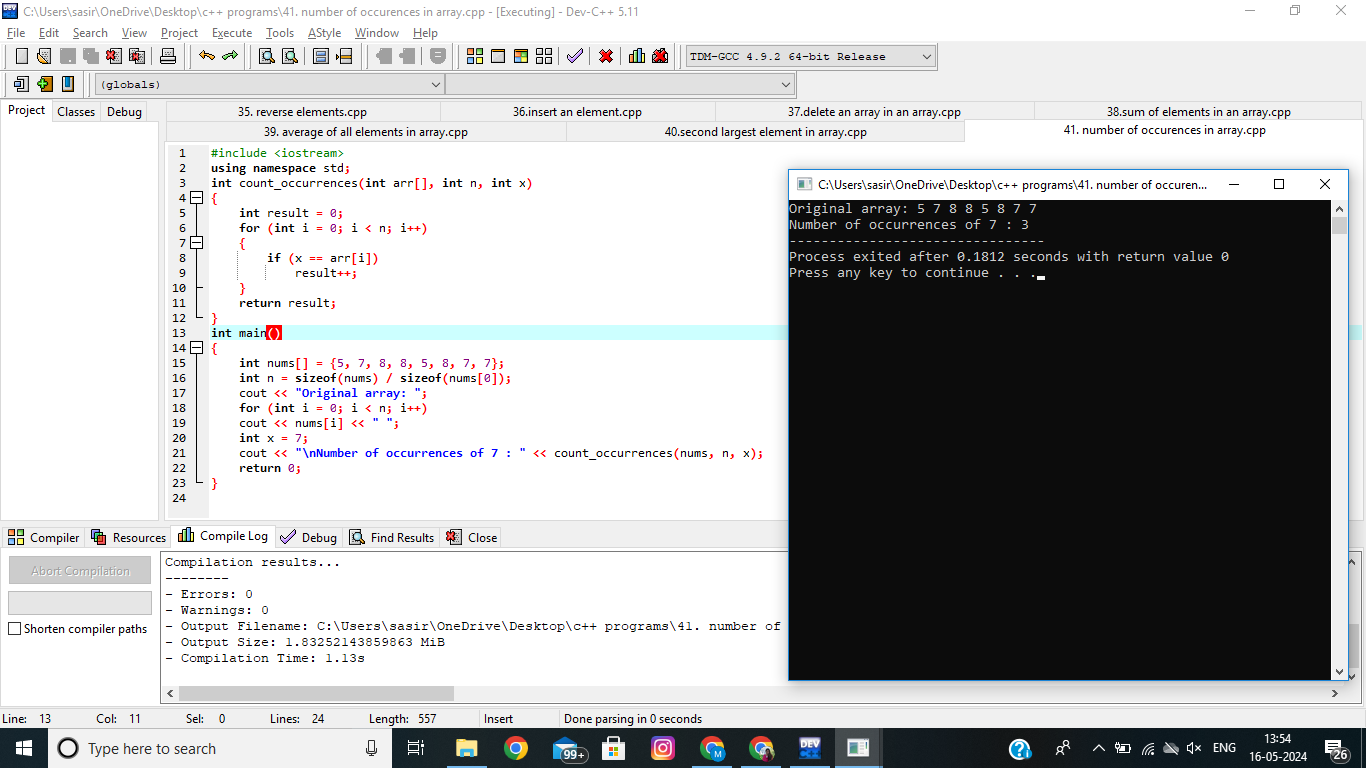 C:\Users\sasir\OneDrive\Desktop\c++ programs\41. number of occurences in array.cpp - [Executing] - Dev-C++ 5.11
File Edit Search View Project Execute Tools AStyle Window Help
TDM-GCC 4.9.2 64-bit Release
(globals)
Project Classes Debug
35. reverse elements.cpp 36.insert an element.cpp 37.delete an array in an array.cpp 38.sum of elements in an array.cpp
39. average of all elements in array.cpp 40.second largest element in array.cpp 41. number of occurences in array.cpp
1 #include <iostream>
2 using namespace std;
3 int count_occurrences(int arr[], int n, int x)
4 {
5 int result = 0;
6 for (int i = 0; i < n; i++)
7 {
8 if (x == arr[i])
9 result++;
10 }
11 return result;
12 }
13 int main()
14 {
15 int nums[] = {5, 7, 8, 8, 5, 8, 7, 7};
16 int n = sizeof(nums) / sizeof(nums[0]);
17 cout << "Original array: ";
18 for (int i = 0; i < n; i++)
19 cout << nums[i] << " ";
20 int x = 7;
21 cout << "\nNumber of occurrences of 7 : " << count_occurrences(nums, n, x);
22 return 0;
23 }
24
C:\Users\sasir\OneDrive\Desktop\c++ programs\41. number of occuren...
Original array: 5 7 8 8 5 8 7 7
Number of occurrences of 7 : 3
--------------------------------
Process exited after 0.1812 seconds with return value 0
Press any key to continue . . .
Compiler Resources Compile Log Debug Find Results Close
Abort Compilation
Shorten compiler paths
Compilation results...
--------
- Errors: 0
- Warnings: 0
- Output Filename: C:\Users\sasir\OneDrive\Desktop\c++ programs\41. number of
- Output Size: 1.83252143859863 MiB
- Compilation Time: 1.13s
Line: 13 Col: 11 Sel: 0 Lines: 24 Length: 557 Insert Done parsing in 0 seconds
Type here to search
99+
M
DEV
ENG
13:54
16-05-2024
26